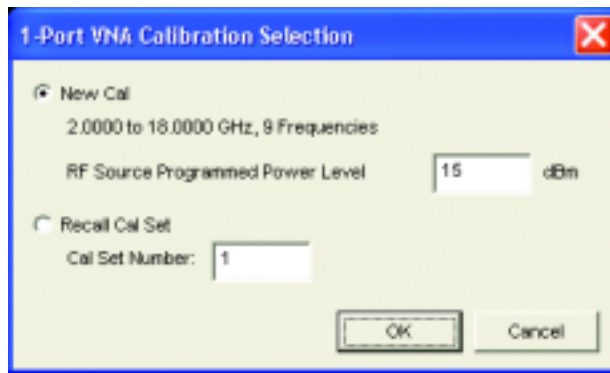 1-Port VNA Calibration Selection
New Cal
2.0000 to 18.0000 GHz, 9 Frequencies
RF Source Programmed Power Level 15 dBm
Recall Cal Set
Cal Set Number: 1
OK Cancel